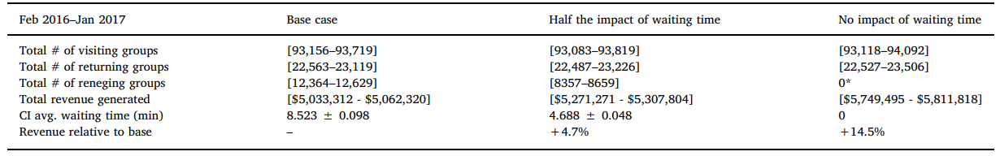 Feb 2016–Jan 2017 Base case Half the impact of waiting time No impact of waiting time
Total # of visiting groups [93,156–93,719] [93,083–93,819] [93,118–94,092]
Total # of returning groups [22,563–23,119] [22,487–23,226] [22,527–23,506]
Total # of reneging groups [12,364–12,629] [8357–8659] 0*
Total revenue generated [$5,033,312 - $5,062,320] [$5,271,271 - $5,307,804] [$5,749,495 - $5,811,818]
CI avg. waiting time (min) 8.523 ± 0.098 4.688 ± 0.048 0
Revenue relative to base – +4.7% +14.5%